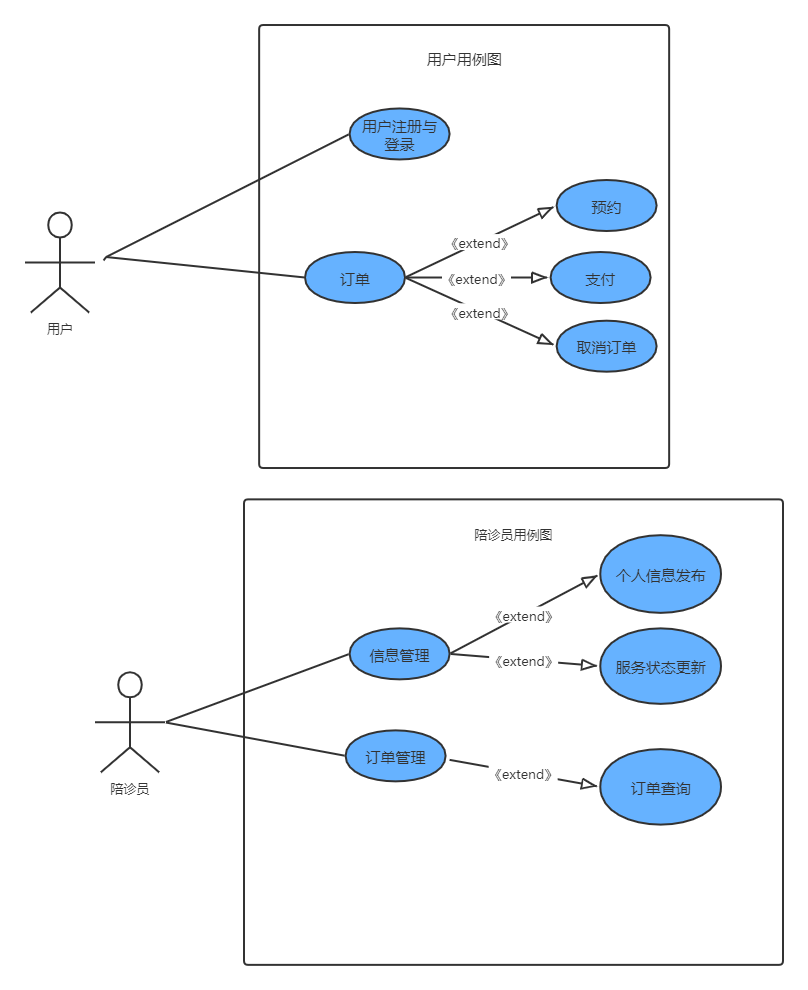 用户用例图
用户注册与
登录
预约
《extend》
订单
《extend》
支付
《extend》
取消订单
用户
陪诊员用例图
个人信息发布
《extend》
信息管理
《extend》
服务状态更新
订单管理
《extend》
订单查询
陪诊员